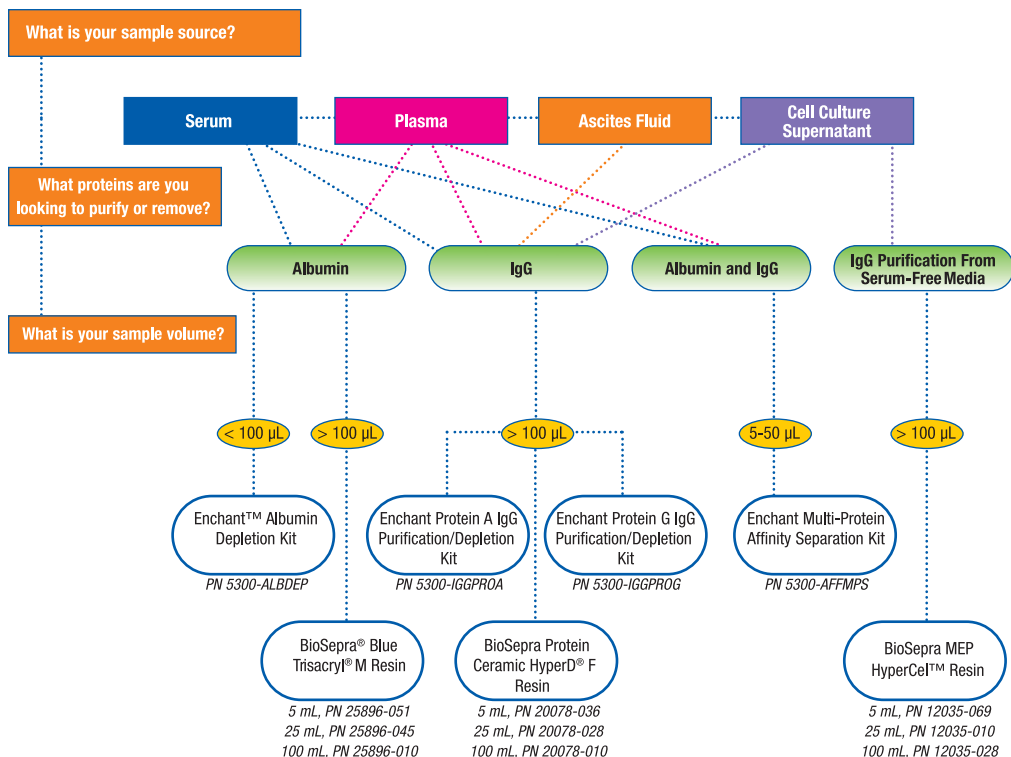 What is your sample source?
Serum
Plasma
Ascites Fluid
Cell Culture
Supernatant
What proteins are you
looking to purify or remove?
Albumin
IgG
Albumin and IgG
IgG Purification From
Serum-Free Media
What is your sample volume?
< 100 µL
> 100 µL
> 100 µL
5-50 µL
> 100 µL
Enchant™ Albumin
Depletion Kit
PN 5300-ALBDEP
Enchant Protein A IgG
Purification/Depletion
Kit
PN 5300-IGGPROA
Enchant Protein G IgG
Purification/Depletion
Kit
PN 5300-IGGPROG
Enchant Multi-Protein
Affinity Separation Kit
PN 5300-AFFMPS
BioSepra® Blue
Trisacryl® M Resin
5 mL, PN 25896-051
25 mL, PN 25896-045
100 mL, PN 25896-010
BioSepra Protein
Ceramic HyperD® F
Resin
5 mL, PN 20078-036
25 mL, PN 20078-028
100 mL, PN 20078-010
BioSepra MEP
HyperCel™ Resin
5 mL, PN 12035-069
25 mL, PN 12035-010
100 mL, PN 12035-028